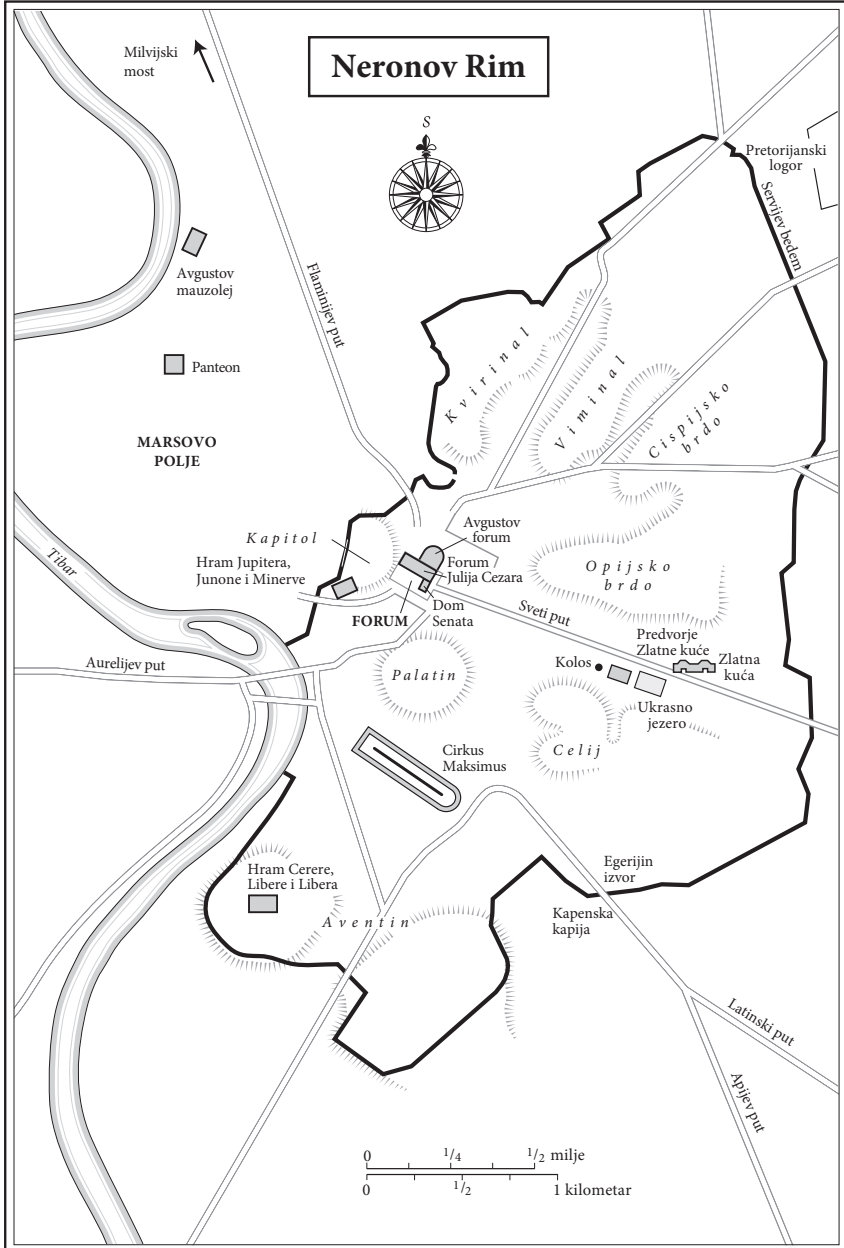 Neronov Rim
Milvijski
most
S
Pretorijanski
logor
Servijev bedem
Avgustov
mauzolej
Flaminijev put
Panteon
Kvirinal
Viminal
Cispijsko
brdo
MARSOVO
POLJE
Avgustov
forum
Kapitol
Hram Jupitera,
Junone i Minerve
Forum
Julija Cezara
Opijsko
brdo
Tibar
FORUM
Dom
Senata
Sveti put
Predvorje
Zlatne kuće
Kolos
Zlatna
kuća
Aurelijev put
Palatin
Ukrasno
jezero
Celij
Cirkus
Maksimus
Hram Cerere,
Libere i Libera
Egerijin
izvor
Aventin
Kapenska
kapija
Latinski put
Apijev put
0 1/4 1/2 milje
0 1/2 1 kilometar